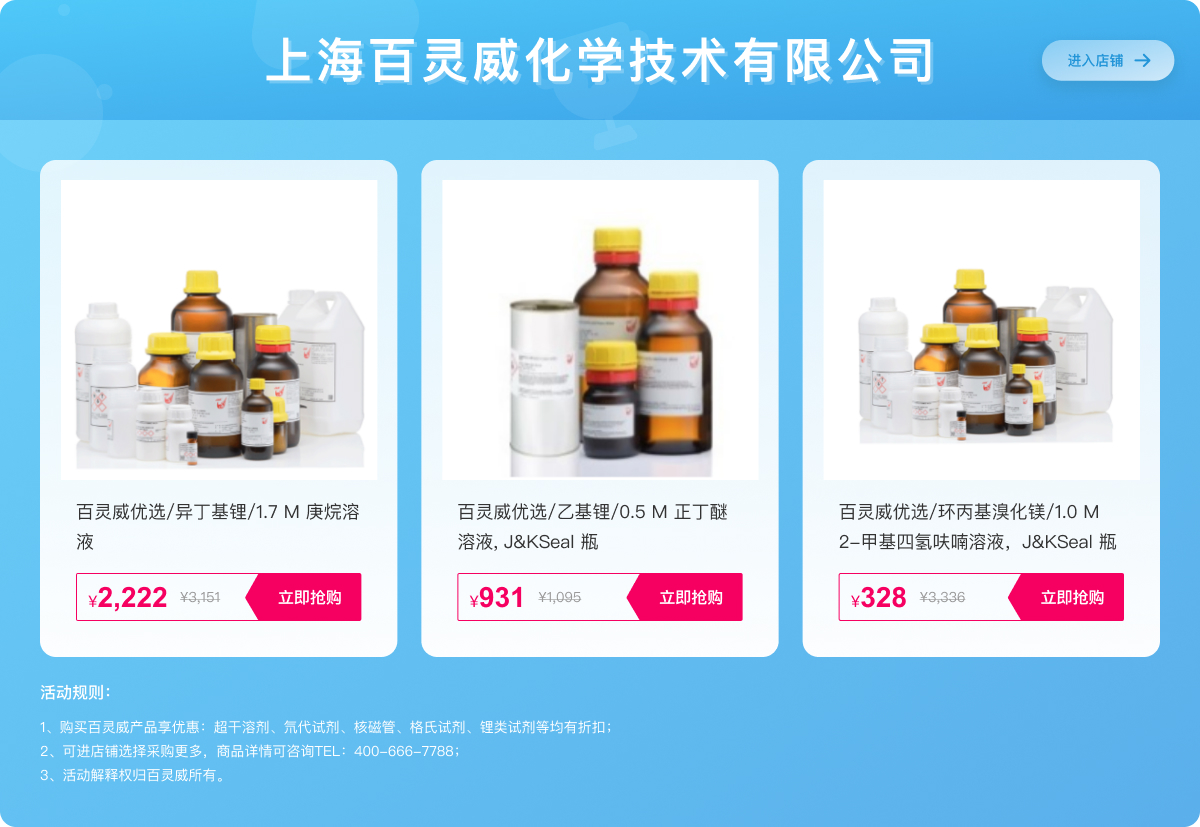 上海百灵威化学技术有限公司
进入店铺
百灵威优选/异丁基锂/1.7 M 庚烷溶
液
¥2,222 ¥3,151 立即抢购
百灵威优选/乙基锂/0.5 M 正丁醚
溶液, J&KSeal 瓶
¥931 ¥1,095 立即抢购
百灵威优选/环丙基溴化镁/1.0 M
2-甲基四氢呋喃溶液，J&KSeal 瓶
¥328 ¥3,336 立即抢购
活动规则：
1、购买百灵威产品享优惠：超干溶剂、氘代试剂、核磁管、格氏试剂、锂类试剂等均有折扣；
2、可进店铺选择采购更多，商品详情可咨询TEL：400-666-7788；
3、活动解释权归百灵威所有。